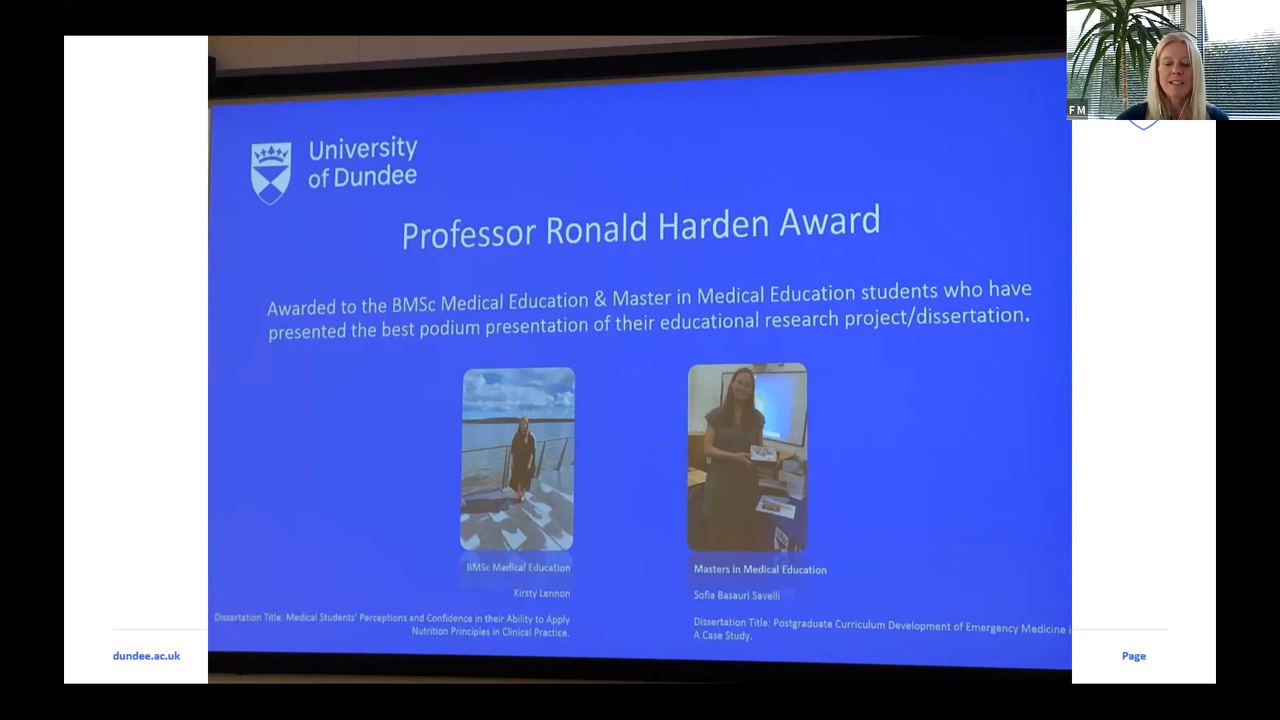 FM
University
of Dundee
Professor Ronald Harden Award
Awarded to the BMSc Medical Education & Master in Medical Education students who have
presented the best podium presentation of their educational research project/dissertation.
BMSc Medical Education
Kirsty Lennon
Dissertation Title: Medical Students' Perceptions and Confidence in their Ability to Apply
Nutrition Principles in Clinical Practice.
Masters in Medical Education
Sofia Basauri Savelli
Dissertation Title: Postgraduate Curriculum Development of Emergency Medicine i
A Case Study.
dundee.ac.uk
Page